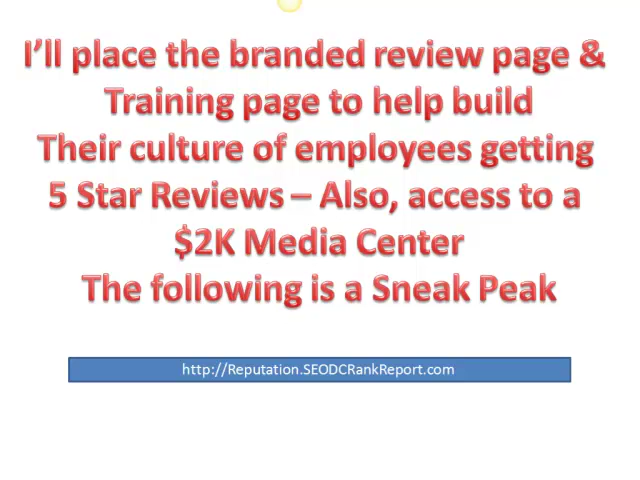 I'll place the branded review page &
Training page to help build
Their culture of employees getting
5 Star Reviews – Also, access to a
$2K Media Center
The following is a Sneak Peak
http://Reputation.SEODCRankReport.com